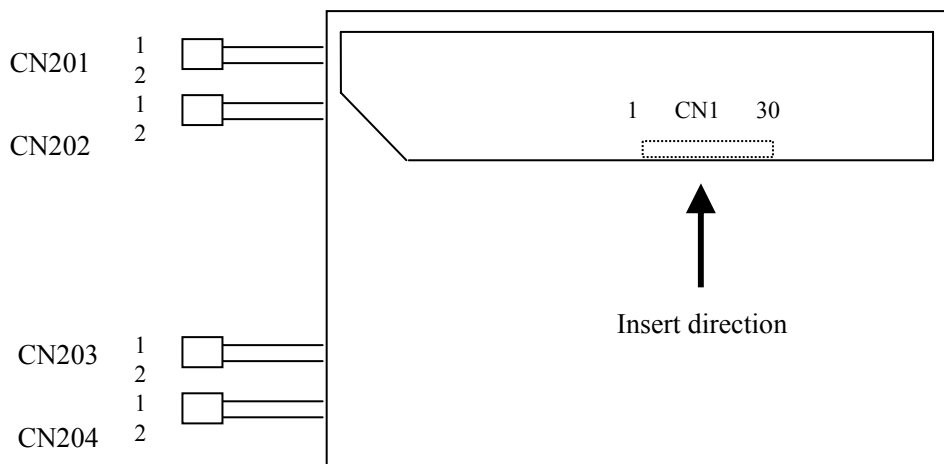 CN201 1
2
1
CN202 2
1 CN1 30
Insert direction
CN203 1
2
1
CN204 2